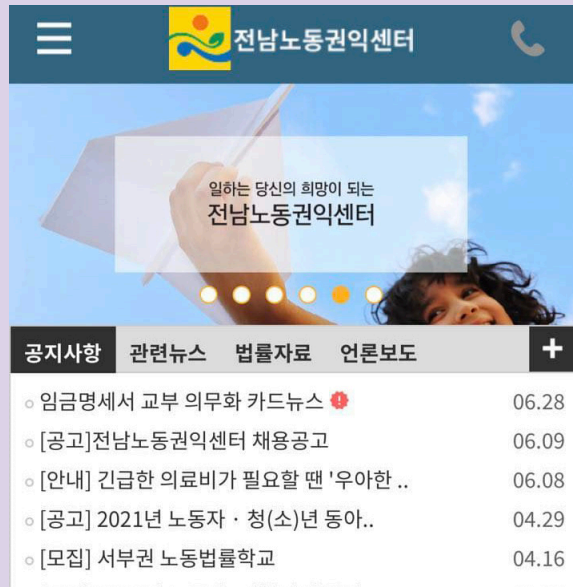 전남노동권익센터
일하는 당신의 희망이 되는
전남노동권익센터
공지사항 관련뉴스 법률자료 언론보도 +
임금명세서 교부 의무화 카드뉴스 06.28
[공고]전남노동권익센터 채용공고 06.09
[안내] 긴급한 의료비가 필요할 땐 '우아한 .. 06.08
[공고] 2021년 노동자 · 청(소)년 동아.. 04.29
[모집] 서부권 노동법률학교 04.16